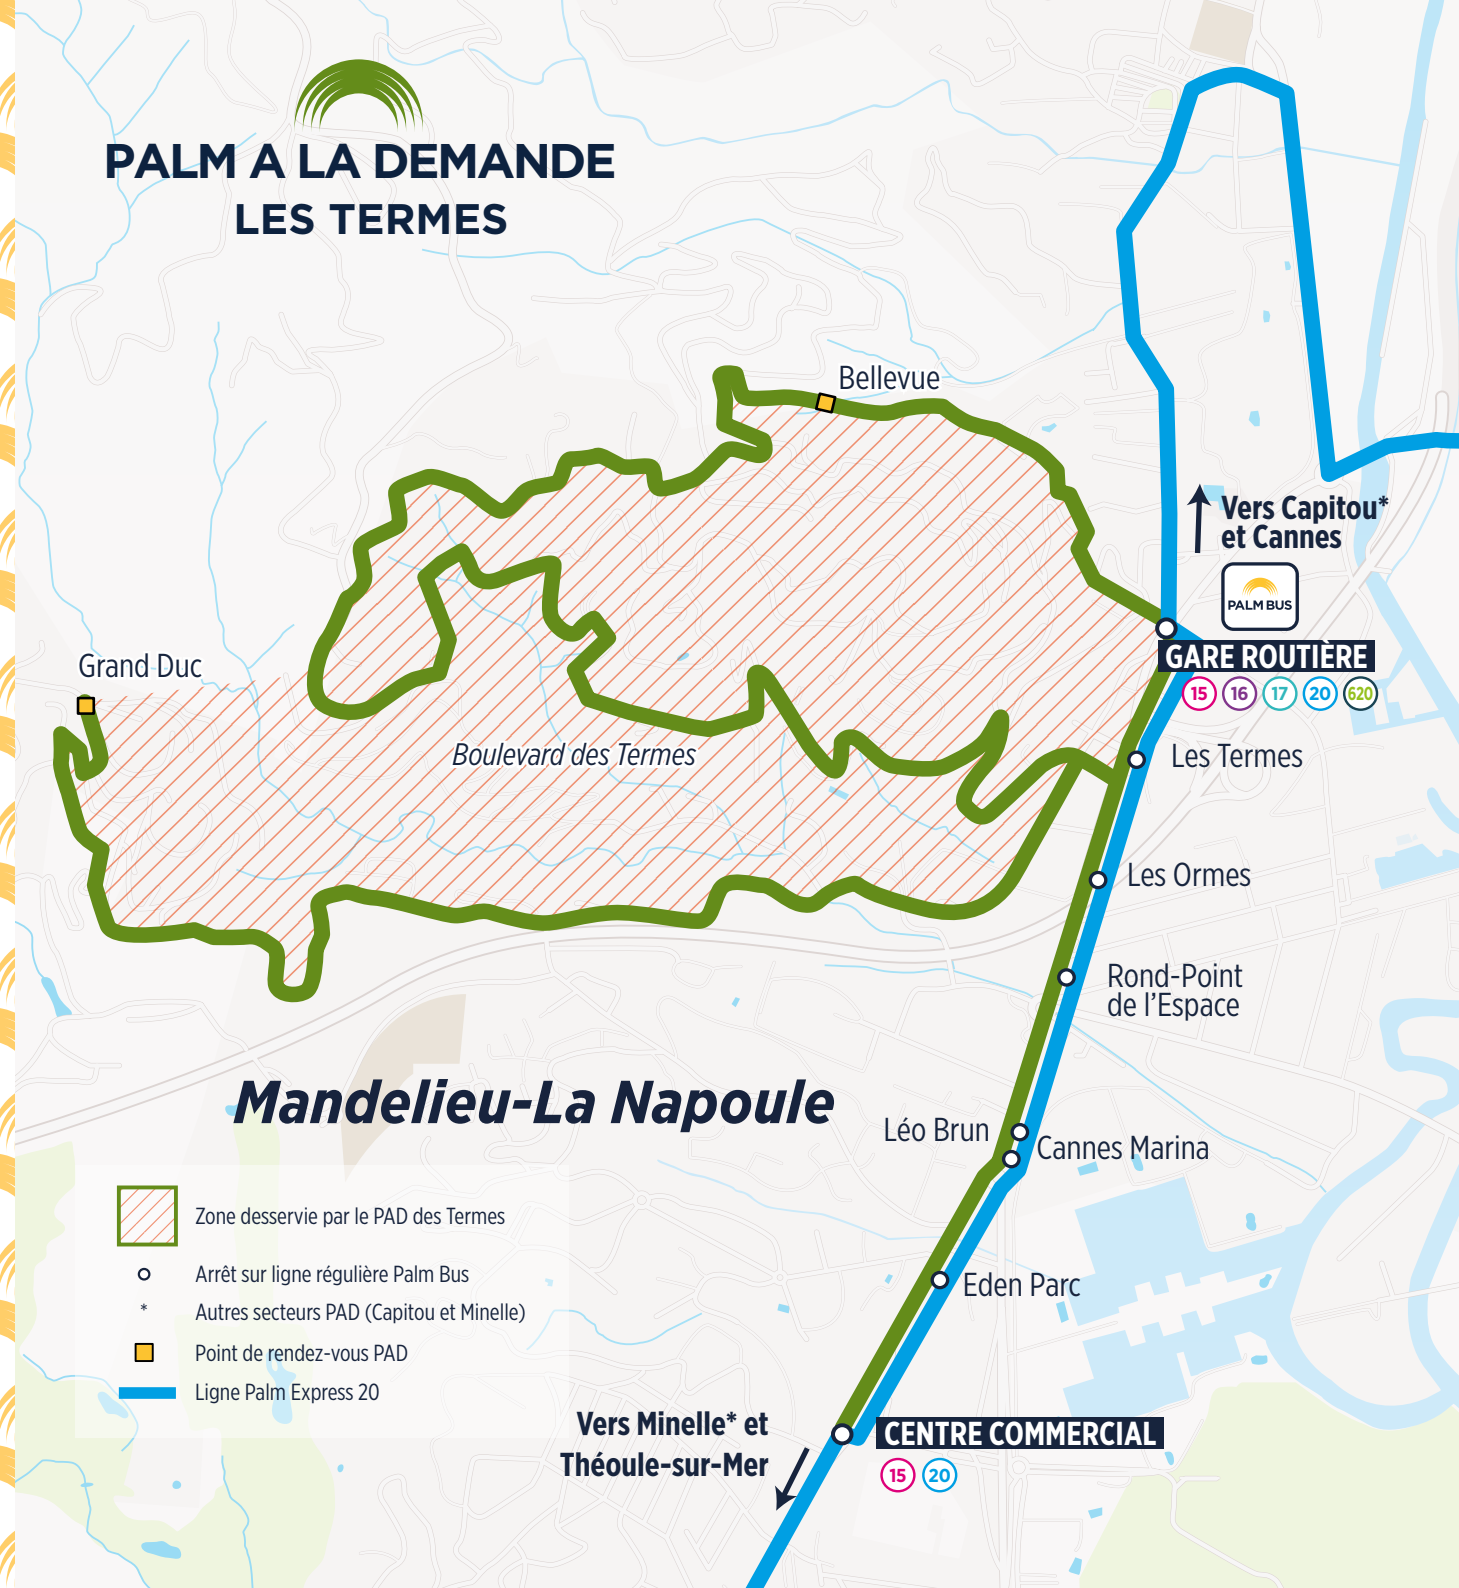 PALM A LA DEMANDE
LES TERMES
Bellevue
Vers Capitou*
et Cannes
PALM BUS
GARE ROUTIÈRE
15 16 17 20 620
Grand Duc
Boulevard des Termes
Les Termes
Les Ormes
Rond-Point
de l'Espace
Mandelieu-La Napoule
Léo Brun
Cannes Marina
Zone desservie par le PAD des Termes
Arrêt sur ligne régulière Palm Bus
* Autres secteurs PAD (Capitou et Minelle)
Point de rendez-vous PAD
Ligne Palm Express 20
Eden Parc
Vers Minelle* et
Théoule-sur-Mer
CENTRE COMMERCIAL
15 20